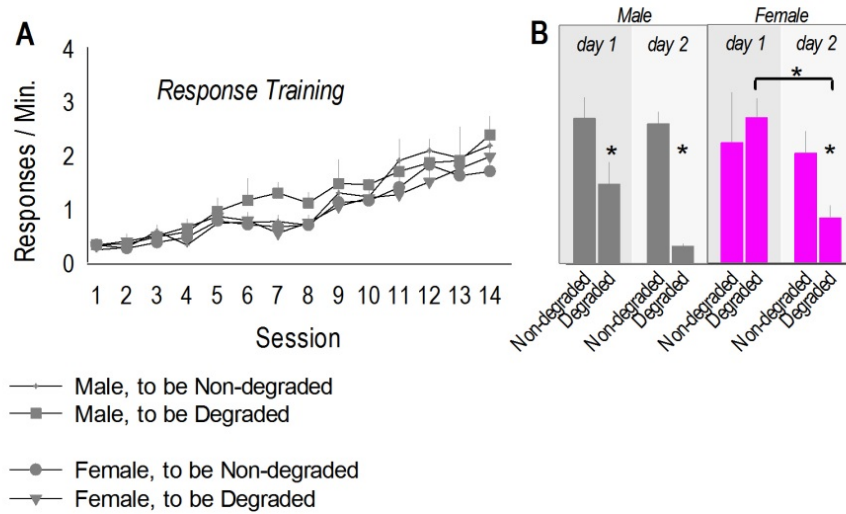 A
Responses / Min.
4
3
2
1
0
Response Training
1 2 3 4 5 6 7 8 9 10 11 12 13 14
Session
Male, to be Non-degraded
Male, to be Degraded
Female, to be Non-degraded
Female, to be Degraded
B
Male Female
day 1 day 2 day 1 day 2
*
* * *
Non-degraded Degraded Non-degraded Degraded Non-degraded Degraded Non-degraded Degraded